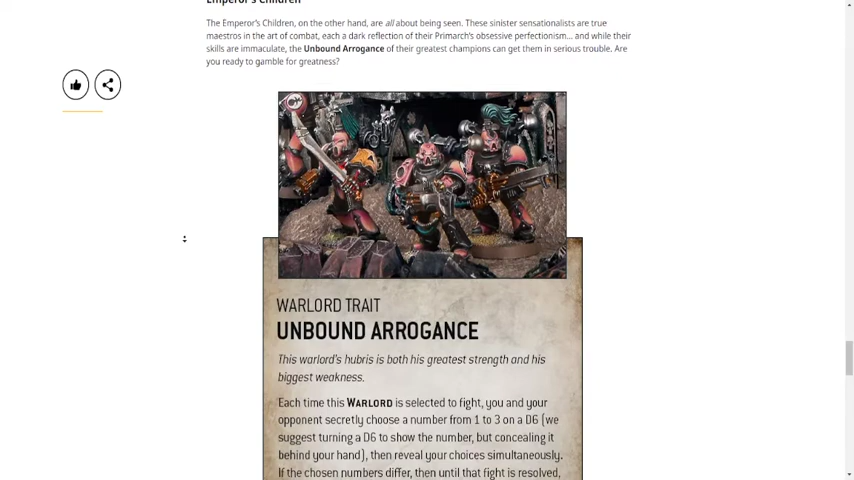 Emperor's Children
The Emperor's Children, on the other hand, are all about being seen. These sinister sensationalists are true
maestros in the art of combat, each a dark reflection of their Primarch's obsessive perfectionism... and while their
skills are immaculate, the Unbound Arrogance of their greatest champions can get them in serious trouble. Are
you ready to gamble for greatness?
WARLORD TRAIT
UNBOUND ARROGANCE
This warlord's hubris is both his greatest strength and his
biggest weakness.
Each time this WARLORD is selected to fight, you and your
opponent secretly choose a number from 1 to 3 on a D6 (we
suggest turning a D6 to show the number, but concealing it
behind your hand), then reveal your choices simultaneously.
If the chosen numbers differ, then until that fight is resolved,